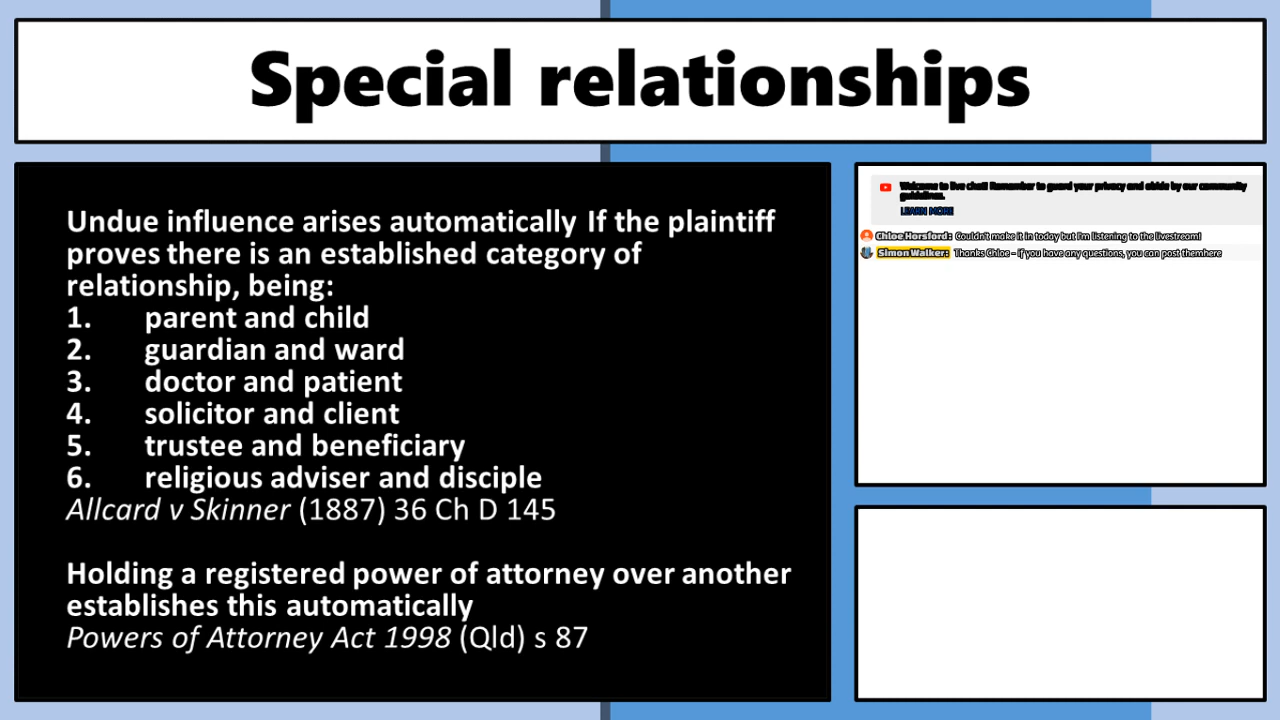 Special relationships
Undue influence arises automatically If the plaintiff
proves there is an established category of
relationship, being:
1. parent and child
2. guardian and ward
3. doctor and patient
4. solicitor and client
5. trustee and beneficiary
6. religious adviser and disciple
Allcard v Skinner (1887) 36 Ch D 145
Holding a registered power of attorney over another
establishes this automatically
Powers of Attorney Act 1998 (Qld) s 87
Welcome to live chat! Remember to guard your privacy and abide by our community
guidelines.
LEARN MORE
Chloe Horsford: Couldn't make it in today but I'm listening to the livestream!
Simon Walker: Thanks Chloe - if you have any questions, you can post them here